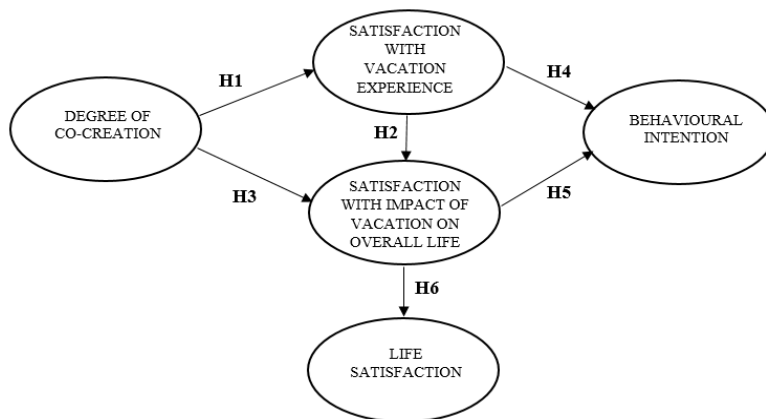 SATISFACTION
WITH
VACATION
EXPERIENCE
H1
H4
DEGREE OF
CO-CREATION
H2
BEHAVIOURAL
INTENTION
H3
SATISFACTION
WITH IMPACT OF
VACATION ON
OVERALL LIFE
H5
H6
LIFE
SATISFACTION